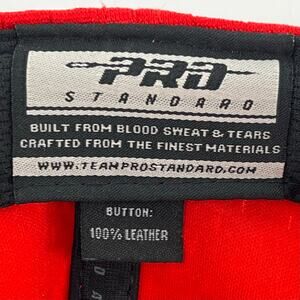 PRO
STANDARD
BUILT FROM BLOOD SWEAT & TEARS
CRAFTED FROM THE FINEST MATERIALS
WWW.TEAMPROSTANDARD.COM
BUTTON:
100% LEATHER